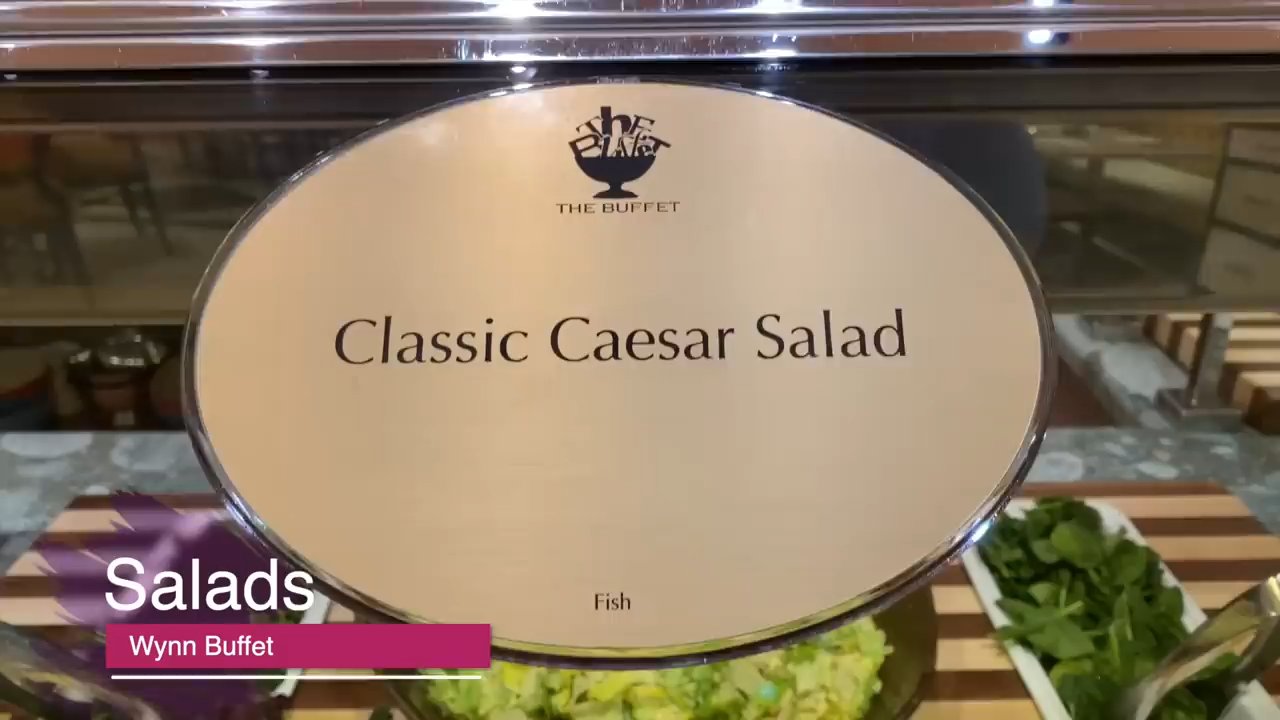 THE BUFFET
THE BUFFET
Classic Caesar Salad
Fish
Salads
Wynn Buffet